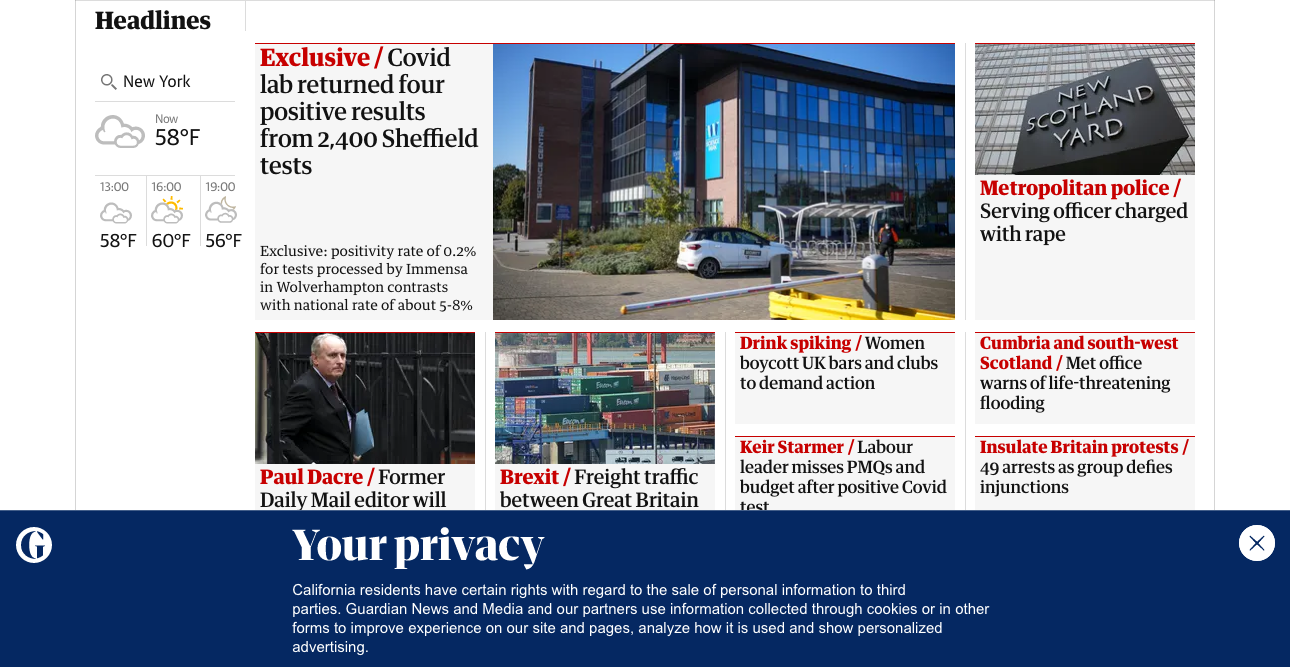 Headlines
New York
Now
58°F
13:00
16:00
19:00
58°F
60°F
56°F
Exclusive / Covid
lab returned four
positive results
from 2,400 Sheffield
tests
Exclusive: positivity rate of 0.2%
for tests processed by Immensa
in Wolverhampton contrasts
with national rate of about 5-8%
SCIENCE CENTRE
NEW
SCOTLAND
YARD
Metropolitan police /
Serving officer charged
with rape
Paul Dacre / Former
Daily Mail editor will
Brexit / Freight traffic
between Great Britain
Drink spiking / Women
boycott UK bars and clubs
to demand action
Cumbria and south-west
Scotland / Met office
warns of life-threatening
flooding
Keir Starmer / Labour
leader misses PMQs and
budget after positive Covid
test
Insulate Britain protests /
49 arrests as group defies
injunctions
G
Your privacy
California residents have certain rights with regard to the sale of personal information to third
parties. Guardian News and Media and our partners use information collected through cookies or in other
forms to improve experience on our site and pages, analyze how it is used and show personalized
advertising.